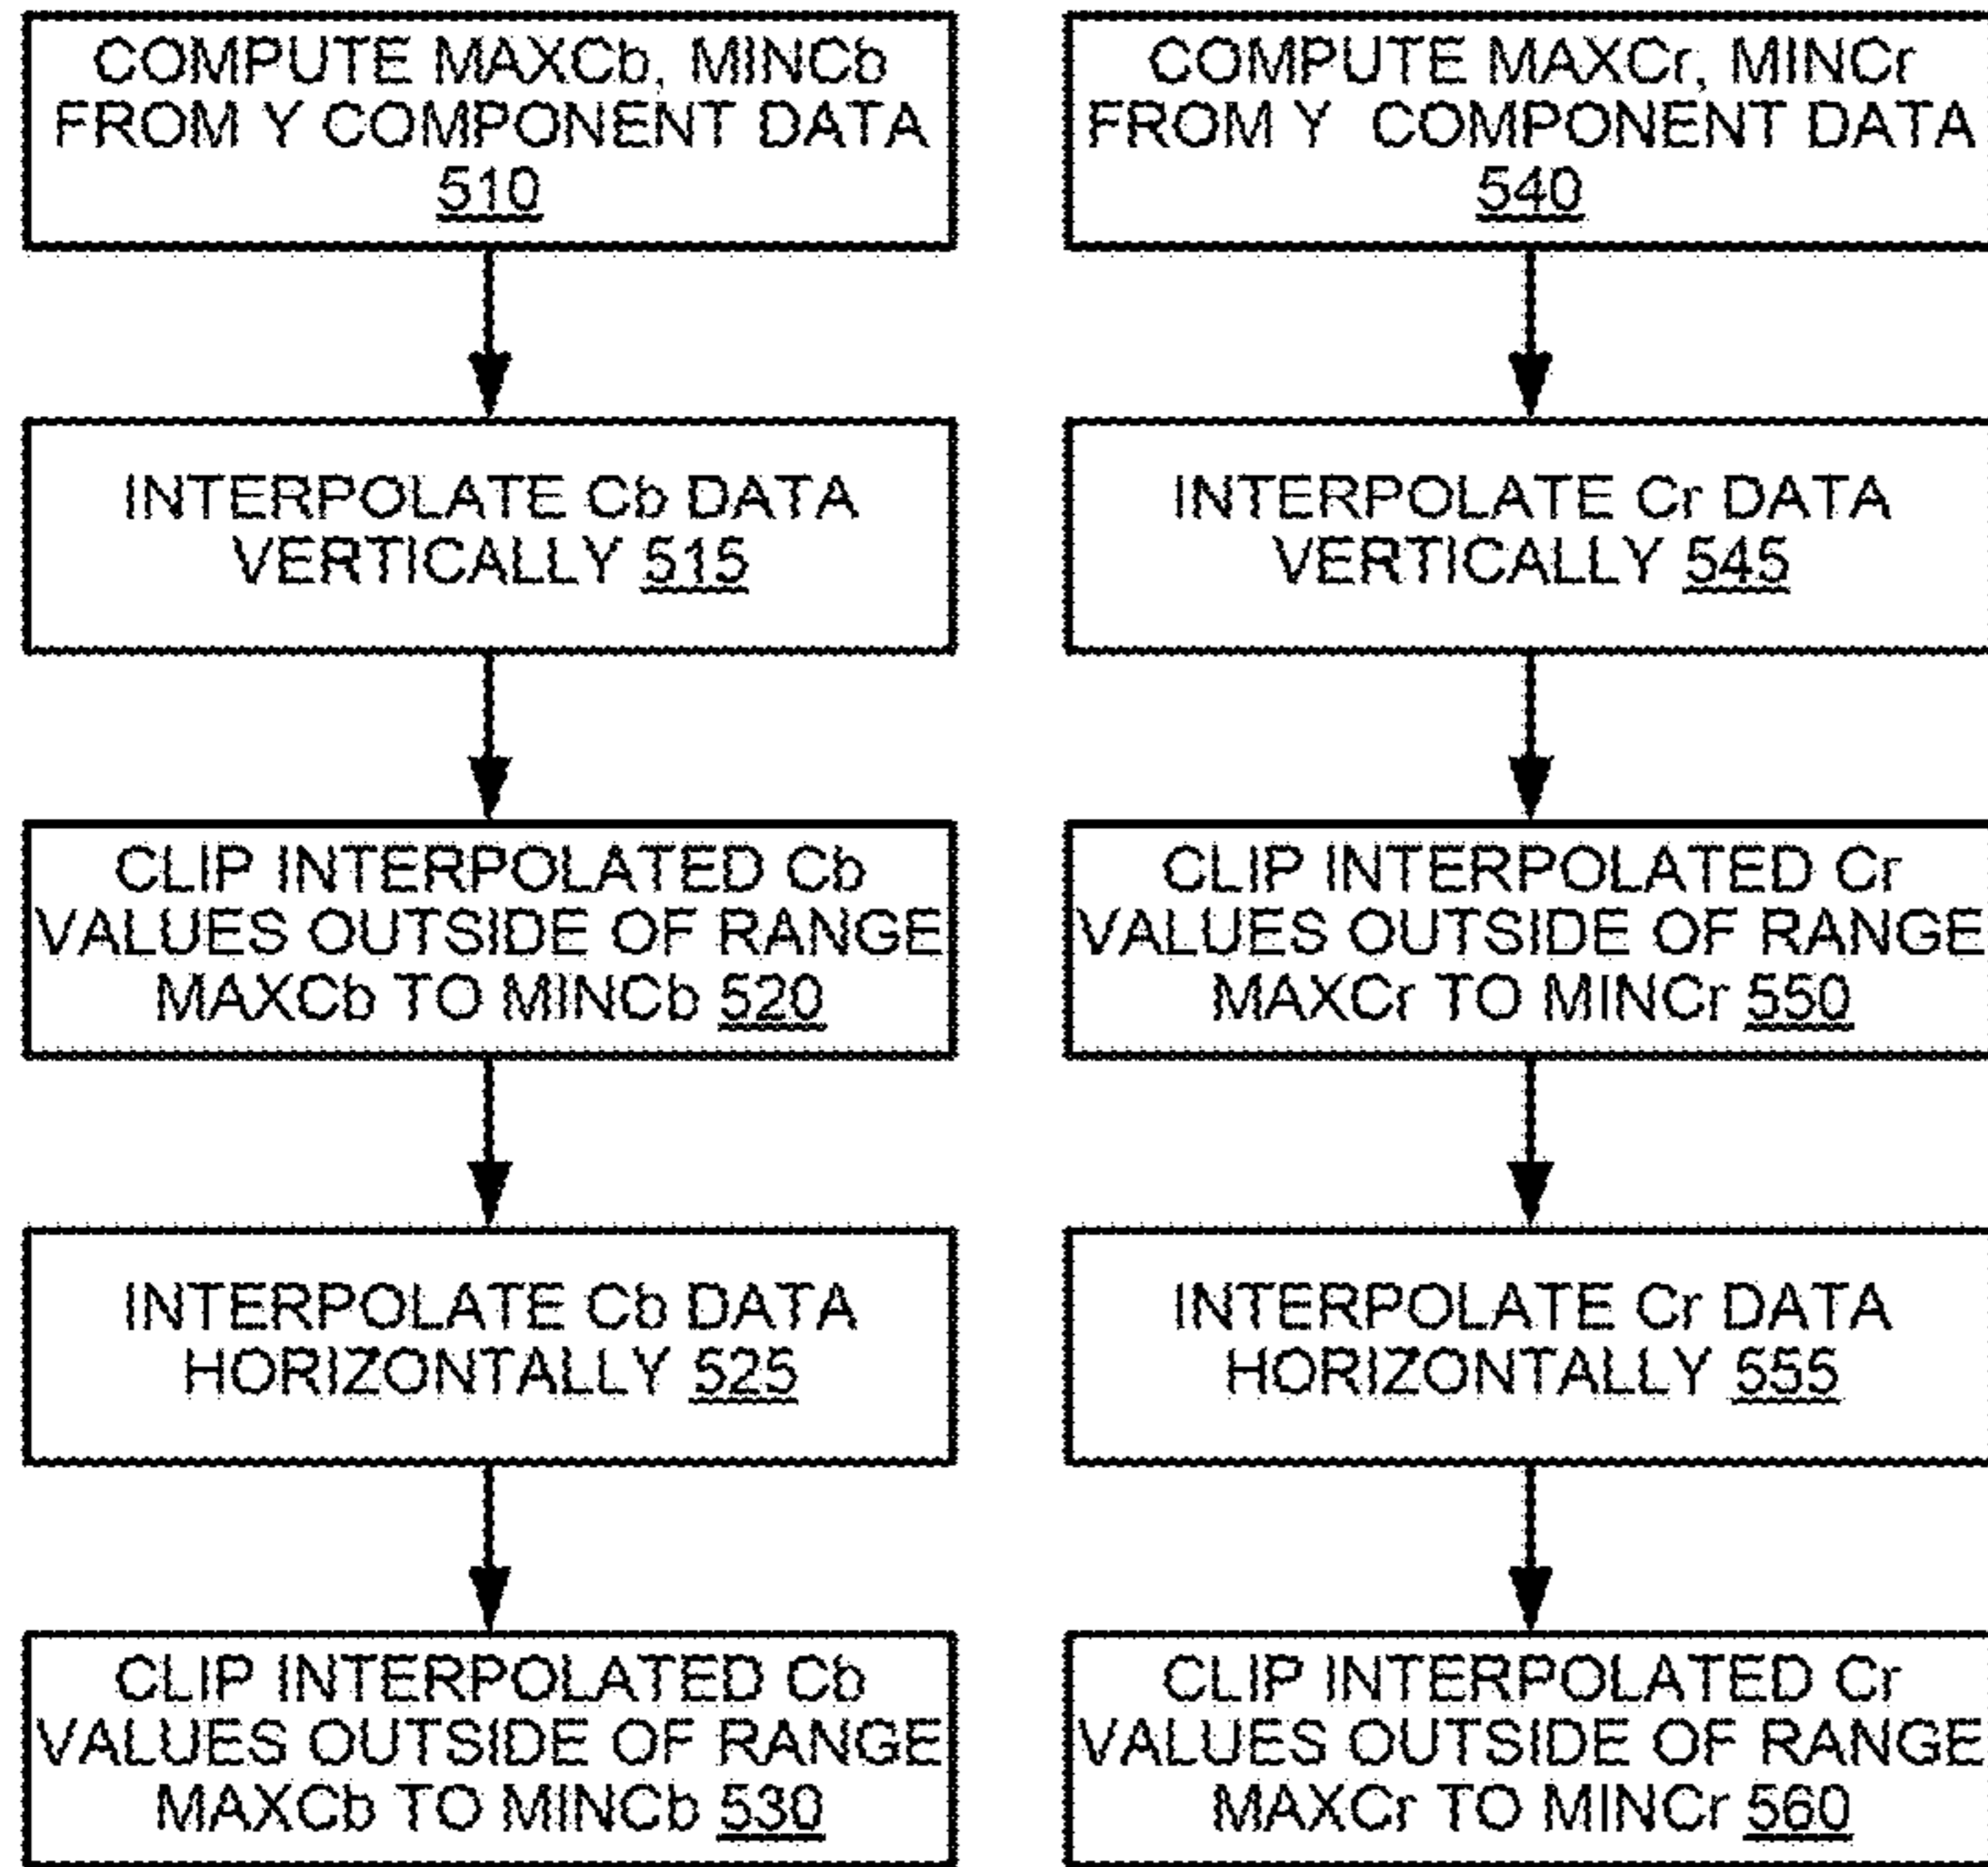 COMPUTE MAXCb, MINCb
FROM Y COMPONENT DATA
510
INTERPOLATE Cb DATA
VERTICALLY 515
CLIP INTERPOLATED Cb
VALUES OUTSIDE OF RANGE
MAXCb TO MINCb 520
INTERPOLATE Cb DATA
HORIZONTALLY 525
CLIP INTERPOLATED Cb
VALUES OUTSIDE OF RANGE
MAXCb TO MINCb 530
COMPUTE MAXCr, MINCr
FROM Y COMPONENT DATA
540
INTERPOLATE Cr DATA
VERTICALLY 545
CLIP INTERPOLATED Cr
VALUES OUTSIDE OF RANGE
MAXCr TO MINCr 550
INTERPOLATE Cr DATA
HORIZONTALLY 555
CLIP INTERPOLATED Cr
VALUES OUTSIDE OF RANGE
MAXCr TO MINCr 560